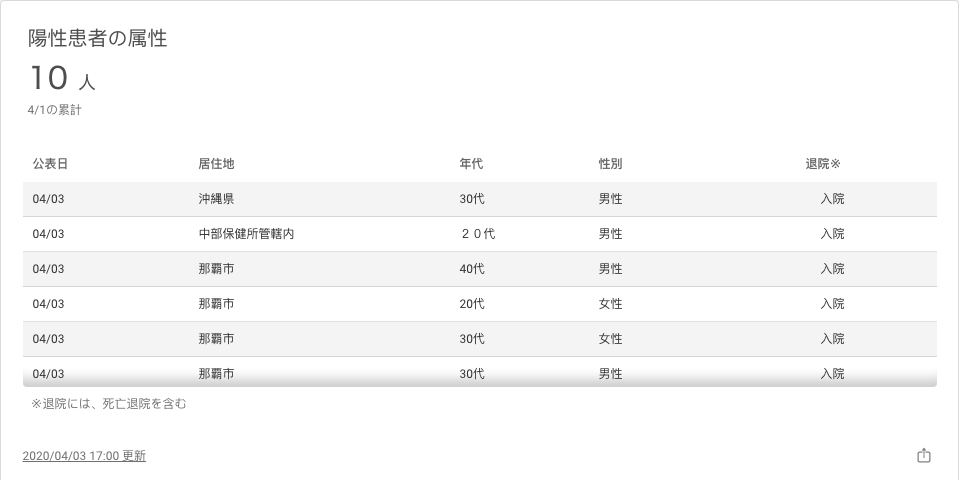 陽性患者の属性
10 人
4/1の累計
公表日 居住地 年代 性別 退院※
04/03 沖縄県 30代 男性 入院
04/03 中部保健所管轄内 ２０代 男性 入院
04/03 那覇市 40代 男性 入院
04/03 那覇市 20代 女性 入院
04/03 那覇市 30代 女性 入院
04/03 那覇市 30代 男性 入院
※退院には、死亡退院を含む
2020/04/03 17:00 更新